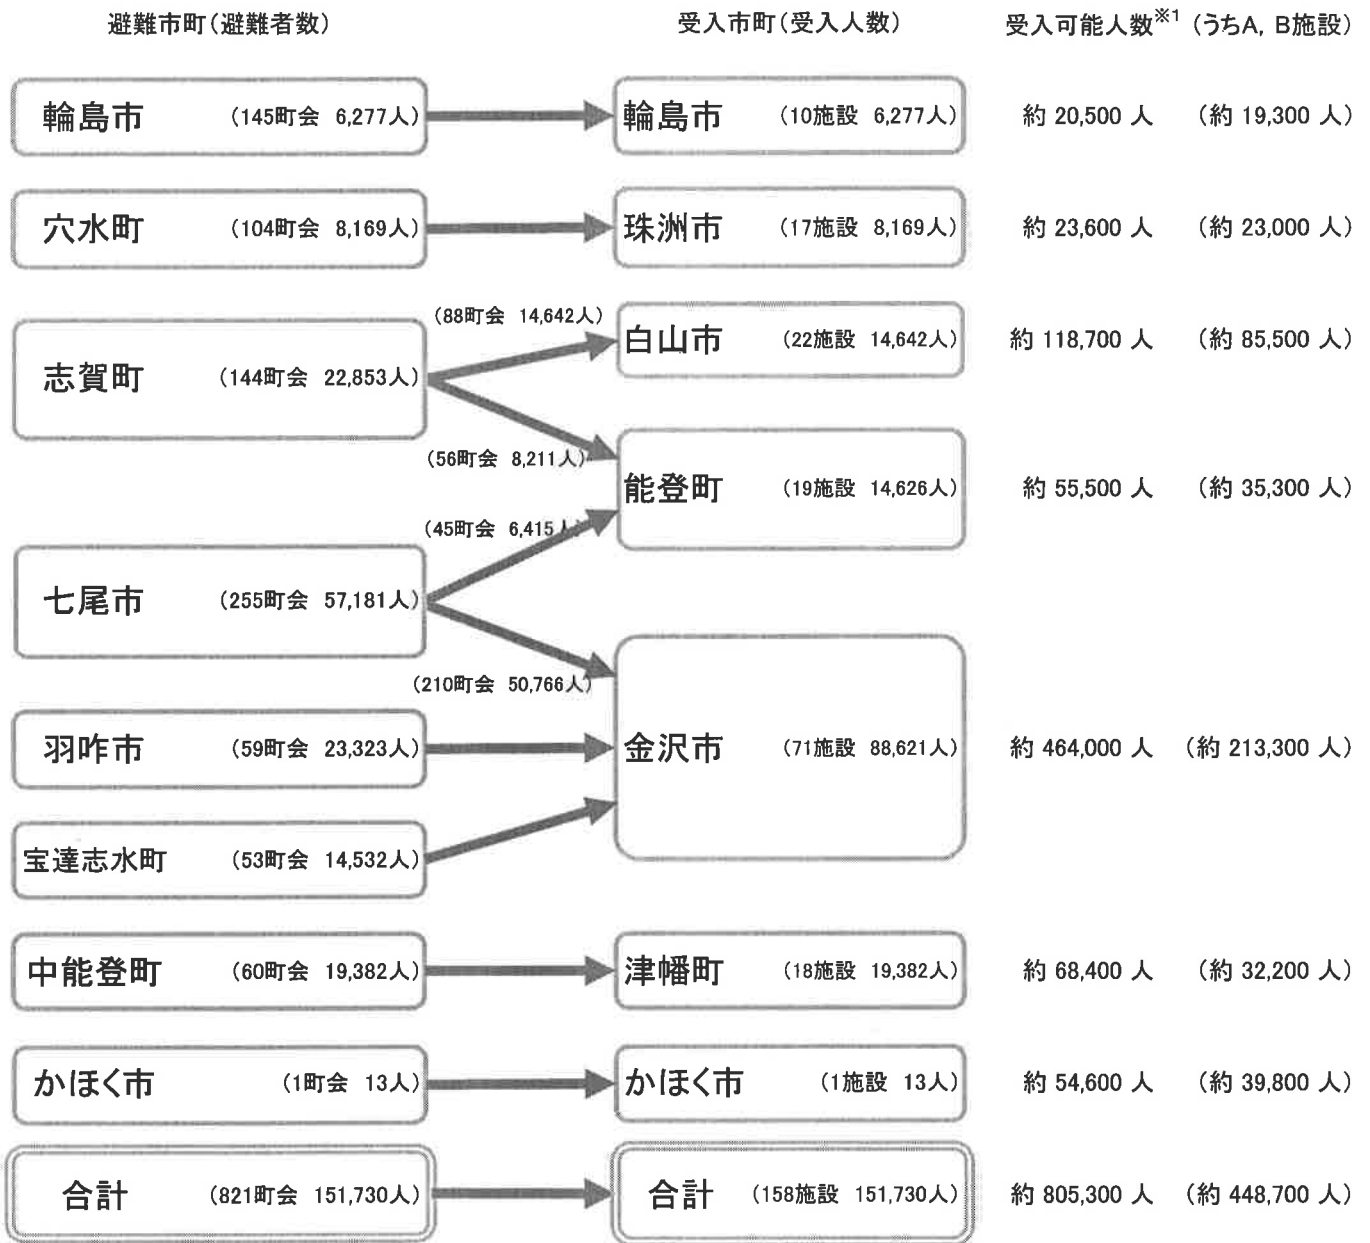 避難市町(避難者数) 受入市町(受入人数) 受入可能人数※1 (うちA, B施設)
輪島市 (145町会 6,277人) 輪島市 (10施設 6,277人) 約 20,500 人 (約 19,300 人)
穴水町 (104町会 8,169人) 珠洲市 (17施設 8,169人) 約 23,600 人 (約 23,000 人)
(88町会 14,642人)
白山市 (22施設 14,642人) 約 118,700 人 (約 85,500 人)
志賀町 (144町会 22,853人)
(56町会 8,211人)
能登町 (19施設 14,626人) 約 55,500 人 (約 35,300 人)
(45町会 6,415人)
七尾市 (255町会 57,181人)
(210町会 50,766人)
羽咋市 (59町会 23,323人) 金沢市 (71施設 88,621人) 約 464,000 人 (約 213,300 人)
宝達志水町 (53町会 14,532人)
中能登町 (60町会 19,382人) 津幡町 (18施設 19,382人) 約 68,400 人 (約 32,200 人)
かほく市 (1町会 13人) かほく市 (1施設 13人) 約 54,600 人 (約 39,800 人)
合計 (821町会 151,730人) 合計 (158施設 151,730人) 約 805,300 人 (約 448,700 人)